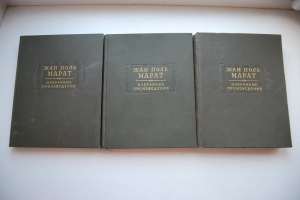 ЖАН ПОЛЬ
МАРАТ
ИЗБРАННЫЕ
ПРОИЗВЕДЕНИЯ
ЖАН ПОЛЬ
МАРАТ
ИЗБРАННЫЕ
ПРОИЗВЕДЕНИЯ
ЖАН ПОЛЬ
МАРАТ
ИЗБРАННЫЕ
ПРОИЗВЕДЕНИЯ